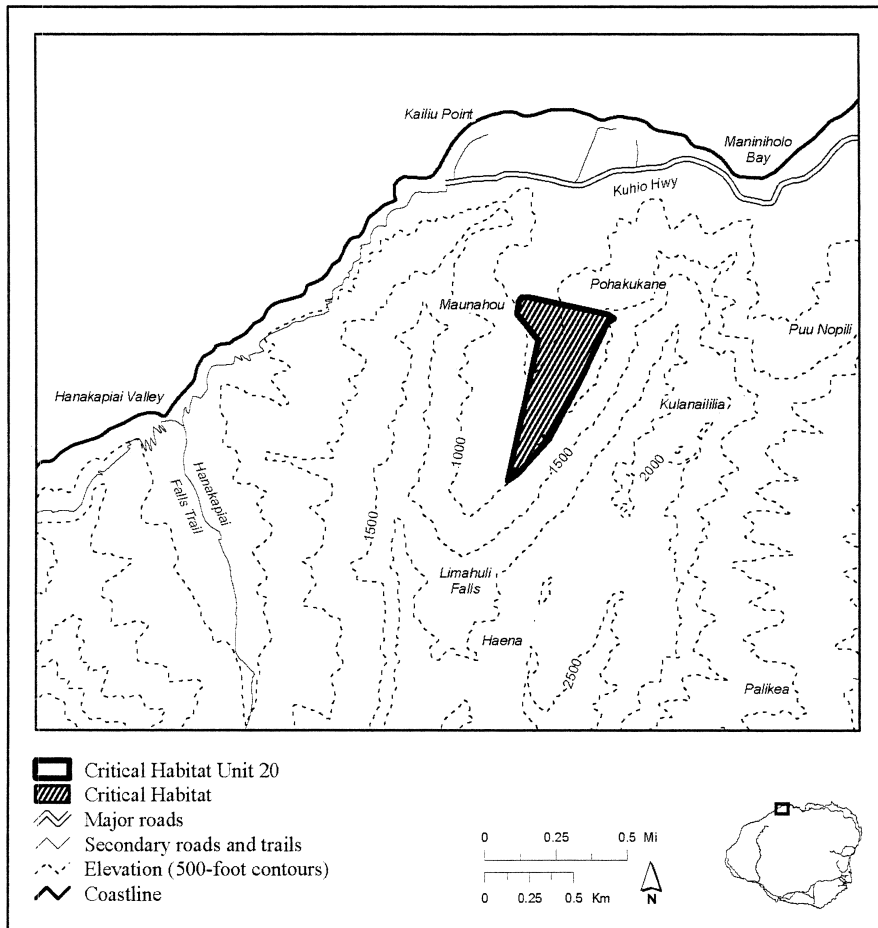 Kailiu Point
Maniniholo
Bay
Kuhio Hwy
Pohakukane
Maunahou
Puu Nopili
Hanakapiai Valley
Kulanaililia
1000
1500
2000
Hanakapiai
Falls Trail
1500
Limahuli
Falls
Haena
2500
Palikea
Critical Habitat Unit 20
Critical Habitat
Major roads
Secondary roads and trails
Elevation (500-foot contours)
Coastline
0 0.25 0.5 Mi
0 0.25 0.5 Km
N